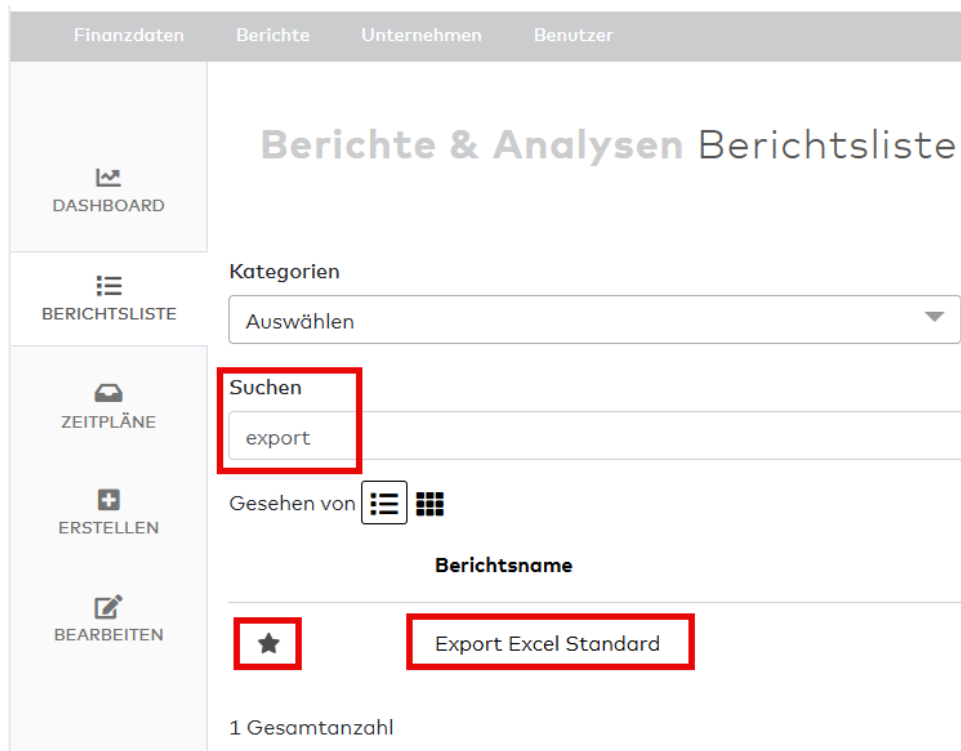 Finanzdaten Berichte Unternehmen Benutzer
Berichte & Analysen Berichtsliste
DASHBOARD
BERICHTSLISTE
ZEITPLÄNE
ERSTELLEN
BEARBEITEN
Kategorien
Auswählen
Suchen
export
Gesehen von
Berichtsname
Export Excel Standard
1 Gesamtanzahl